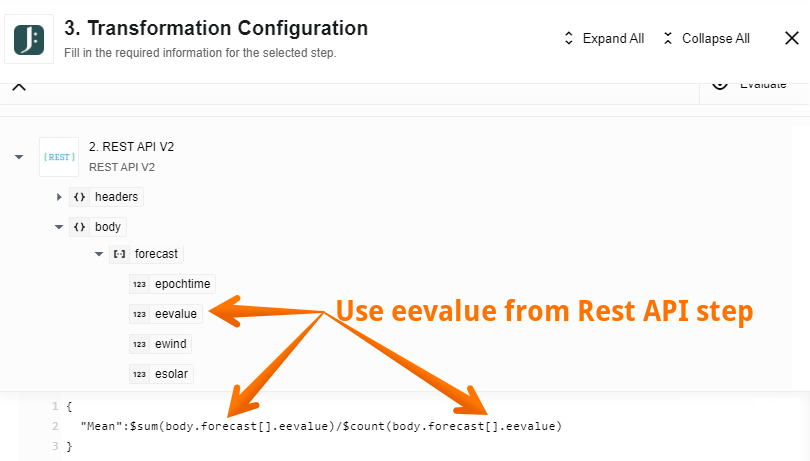 3. Transformation Configuration
Fill in the required information for the selected step.
Expand All
Collapse All
Evaluate
{REST}
2. REST API V2
REST API V2
{} headers
{} body
[·] forecast
123 epochtime
123 eevalue
Use eevalue from Rest API step
123 ewind
123 esolar
1 {
2 "Mean":$sum(body.forecast[].eevalue)/$count(body.forecast[].eevalue)
3 }